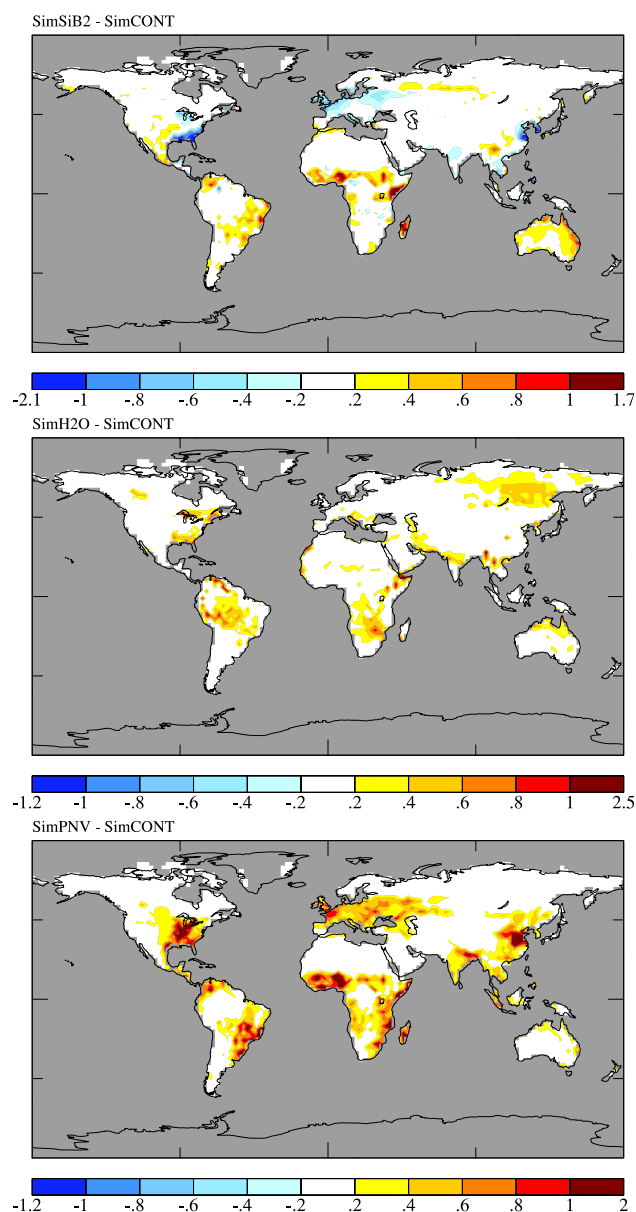 SimSiB2 - SimCONT
-2.1 -1 -.8 -.6 -.4 -.2 .2 .4 .6 .8 1 1.7
SimH2O - SimCONT
-1.2 -1 -.8 -.6 -.4 -.2 .2 .4 .6 .8 1 2.5
SimPNV - SimCONT
-1.2 -1 -.8 -.6 -.4 -.2 .2 .4 .6 .8 1 2